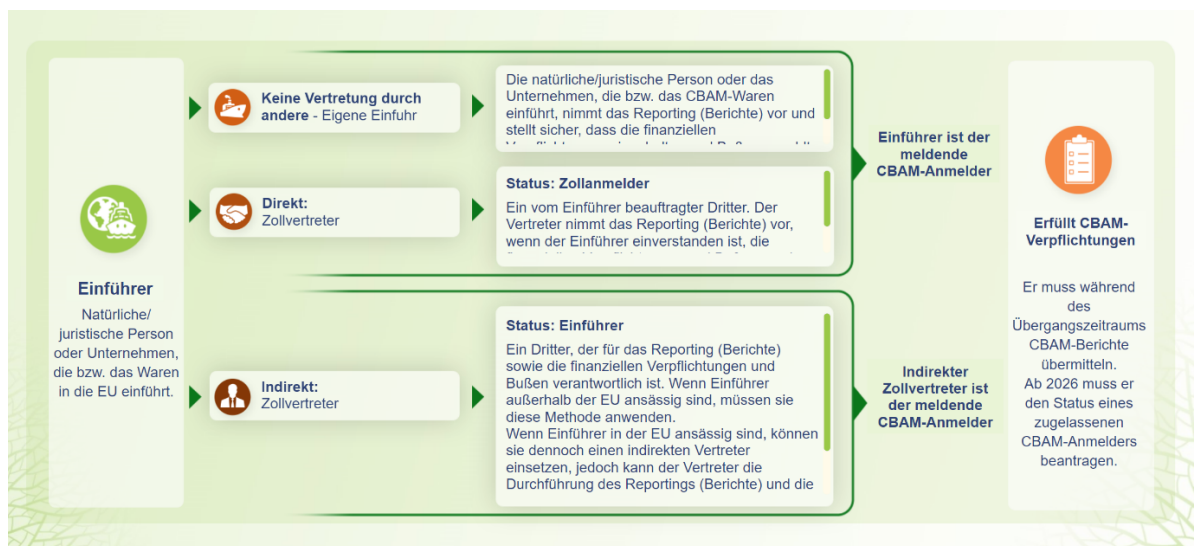 Einführer
Natürliche/
juristische Person
oder Unternehmen,
die bzw. das Waren
in die EU einführt.
Keine Vertretung durch
andere - Eigene Einfuhr
Die natürliche/juristische Person oder das
Unternehmen, die bzw. das CBAM-Waren
einführt, nimmt das Reporting (Berichte) vor und
stellt sicher, dass die finanziellen
Direkt:
Zollvertreter
Status: Zollanmelder
Ein vom Einführer beauftragter Dritter. Der
Vertreter nimmt das Reporting (Berichte) vor,
wenn der Einführer einverstanden ist, die
Einführer ist der
meldende
CBAM-Anmelder
Indirekt:
Zollvertreter
Status: Einführer
Ein Dritter, der für das Reporting (Berichte)
sowie die finanziellen Verpflichtungen und
Bußen verantwortlich ist. Wenn Einführer
außerhalb der EU ansässig sind, müssen sie
diese Methode anwenden.
Wenn Einführer in der EU ansässig sind, können
sie dennoch einen indirekten Vertreter
einsetzen, jedoch kann der Vertreter die
Durchführung des Reportings (Berichte) und die
Indirekter
Zollvertreter ist
der meldende
CBAM-Anmelder
Erfüllt CBAM-
Verpflichtungen
Er muss während
des
Übergangszeitraums
CBAM-Berichte
übermitteln.
Ab 2026 muss er
den Status eines
zugelassenen
CBAM-Anmelders
beantragen.